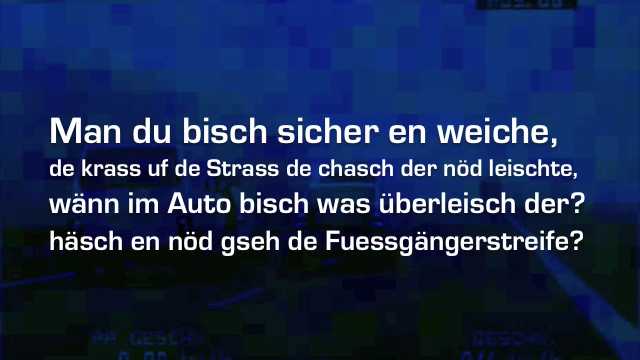 Man du bisch sicher en weiche,
de krass uf de Strass de chasch der nöd leischte,
wänn im Auto bisch was überleisch der?
häsch en nöd gseh de Fuessgängerstreife?